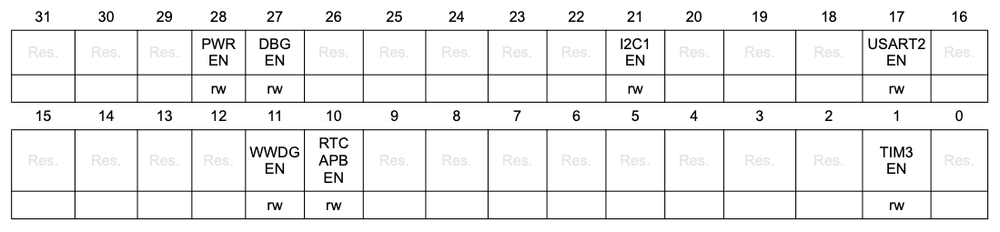 31 30 29 28 27 26 25 24 23 22 21 20 19 18 17 16
Res. Res. Res. PWR EN DBG EN Res. Res. Res. Res. Res. I2C1 EN Res. Res. Res. USART2 EN Res.
rw rw rw rw
15 14 13 12 11 10 9 8 7 6 5 4 3 2 1 0
Res. Res. Res. Res. WWDG EN RTC APB EN Res. Res. Res. Res. Res. Res. Res. Res. TIM3 EN Res.
rw rw rw